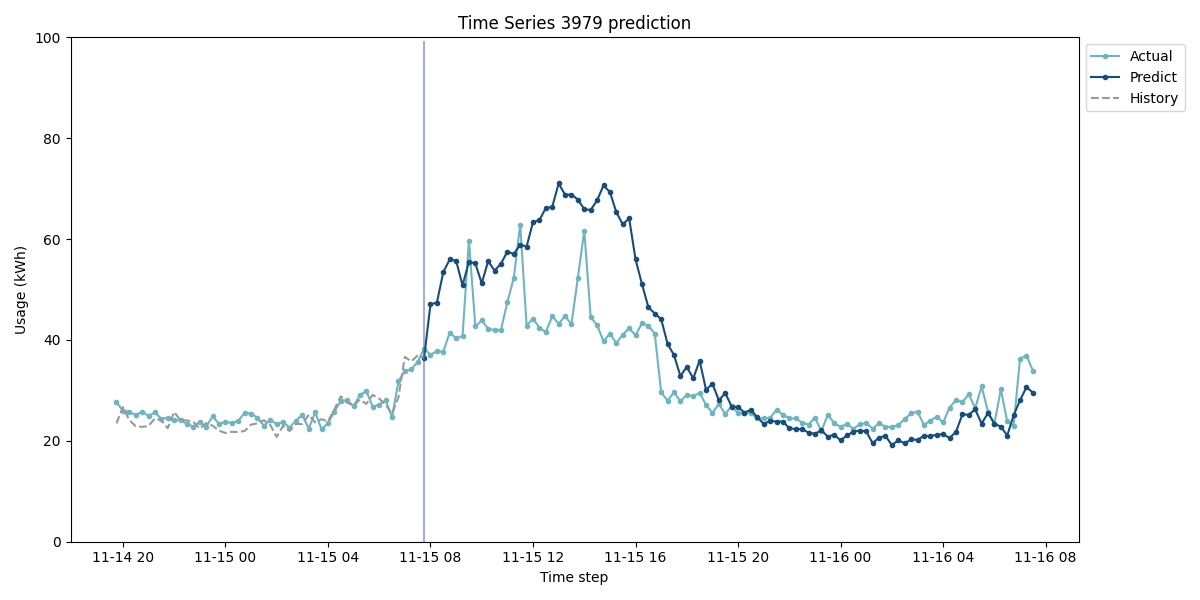 Time Series 3979 prediction
100
80
60
40
20
0
Usage (kWh)
11-14 20
11-15 00
11-15 04
11-15 08
11-15 12
11-15 16
11-15 20
11-16 00
11-16 04
11-16 08
Time step
Actual
Predict
History